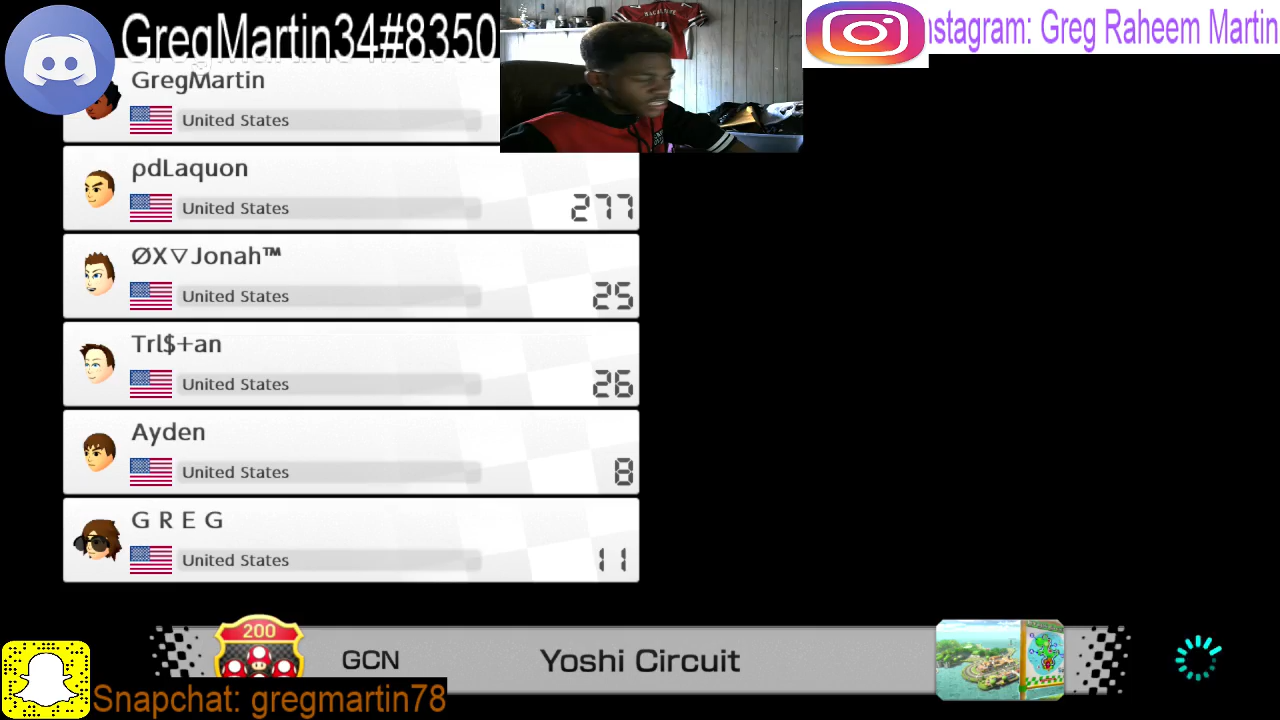 GregMartin34#8350
Instagram: Greg Raheem Martin
GregMartin
United States
ρdLaquon
United States
277
ØX▽Jonah™
United States
25
Trl$+an
United States
26
Ayden
United States
8
G R E G
United States
11
200
GCN
Yoshi Circuit
Snapchat: gregmartin78